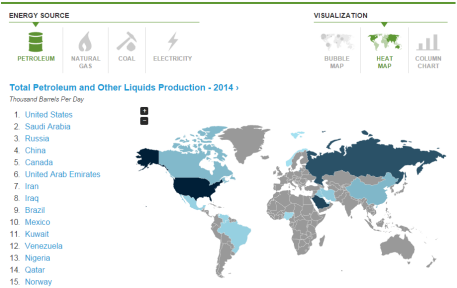 ENERGY SOURCE
VISUALIZATION
PETROLEUM
NATURAL GAS
COAL
ELECTRICITY
BUBBLE MAP
HEAT MAP
COLUMN CHART
Total Petroleum and Other Liquids Production - 2014 ›
Thousand Barrels Per Day
+
−
1. United States
2. Saudi Arabia
3. Russia
4. China
5. Canada
6. United Arab Emirates
7. Iran
8. Iraq
9. Brazil
10. Mexico
11. Kuwait
12. Venezuela
13. Nigeria
14. Qatar
15. Norway